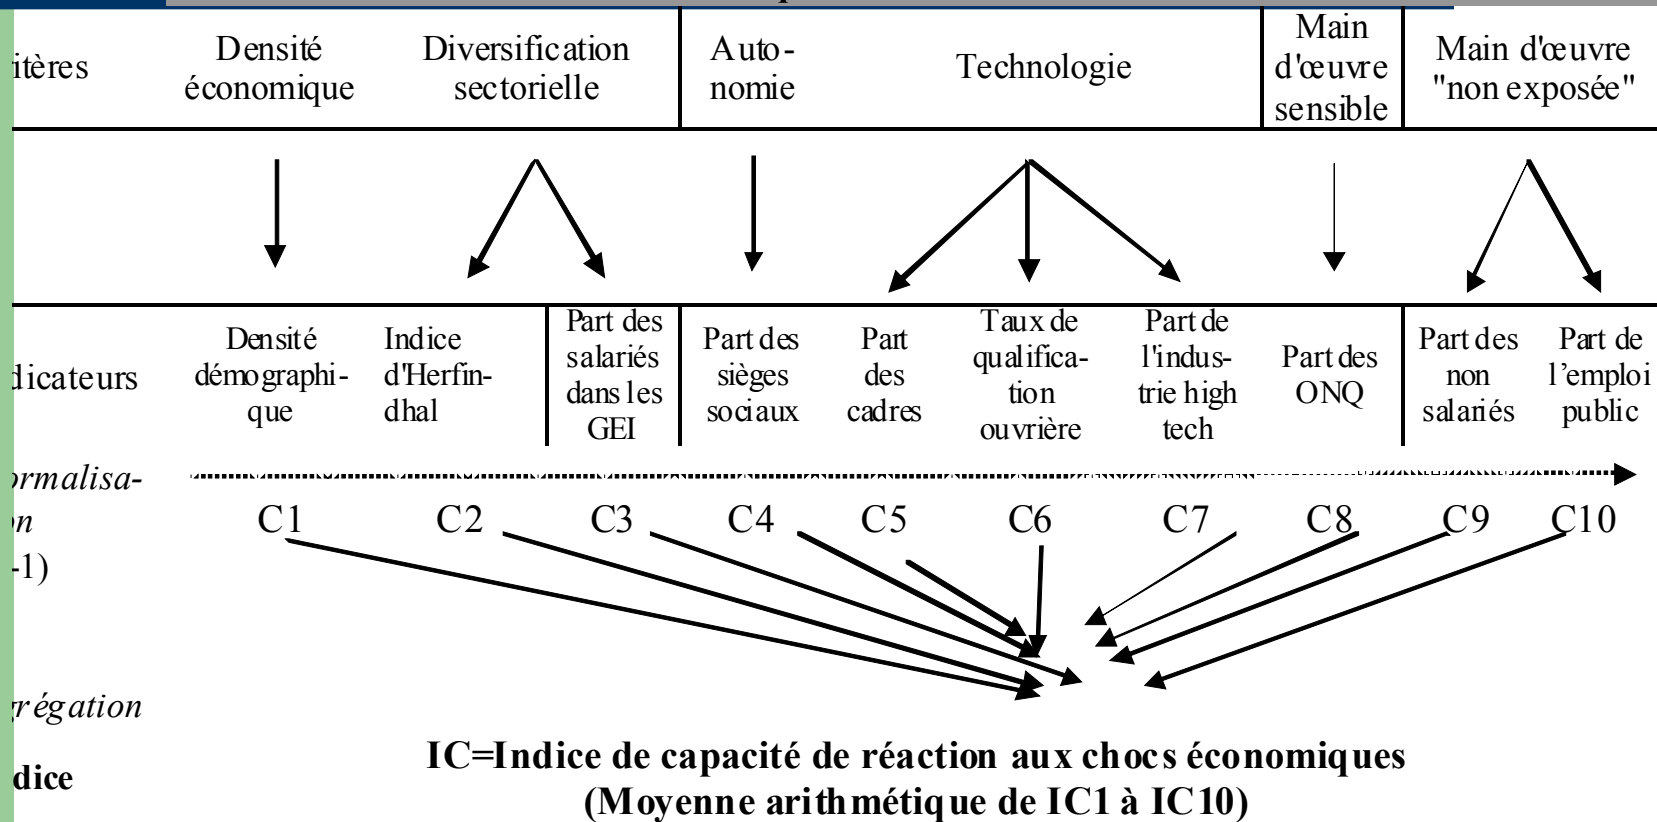 itères
Densité
économique
Diversification
sectorielle
Auto-
nomie
Technologie
Main
d'œuvre
sensible
Main d'œuvre
"non exposée"
dicateurs
Densité
démographi-
que
Indice
d'Herfin-
dhal
Part des
salariés
dans les
GEI
Part des
sièges
sociaux
Part
des
cadres
Taux de
qualifica-
tion
ouvrière
Part de
l'indus-
trie high
tech
Part des
ONQ
Part des
non
salariés
Part de
l’emploi
public
ormalisa-
on
-1)
C1 C2 C3 C4 C5 C6 C7 C8 C9 C10
grégation
dice
IC=Indice de capacité de réaction aux chocs économiques
(Moyenne arithmétique de IC1 à IC10)